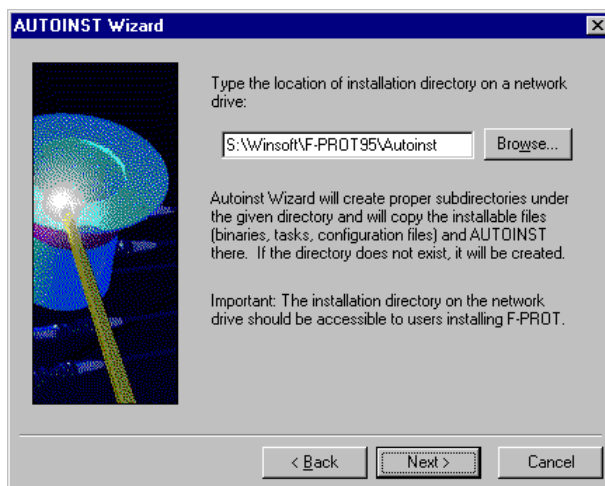 AUTOINST Wizard
Type the location of installation directory on a network
drive:
S:\Winsoft\F-PROT95\Autoinst
Browse...
Autoinst Wizard will create proper subdirectories under
the given directory and will copy the installable files
(binaries, tasks, configuration files) and AUTOINST
there. If the directory does not exist, it will be created.
Important: The installation directory on the network
drive should be accessible to users installing F-PROT.
< Back
Next >
Cancel